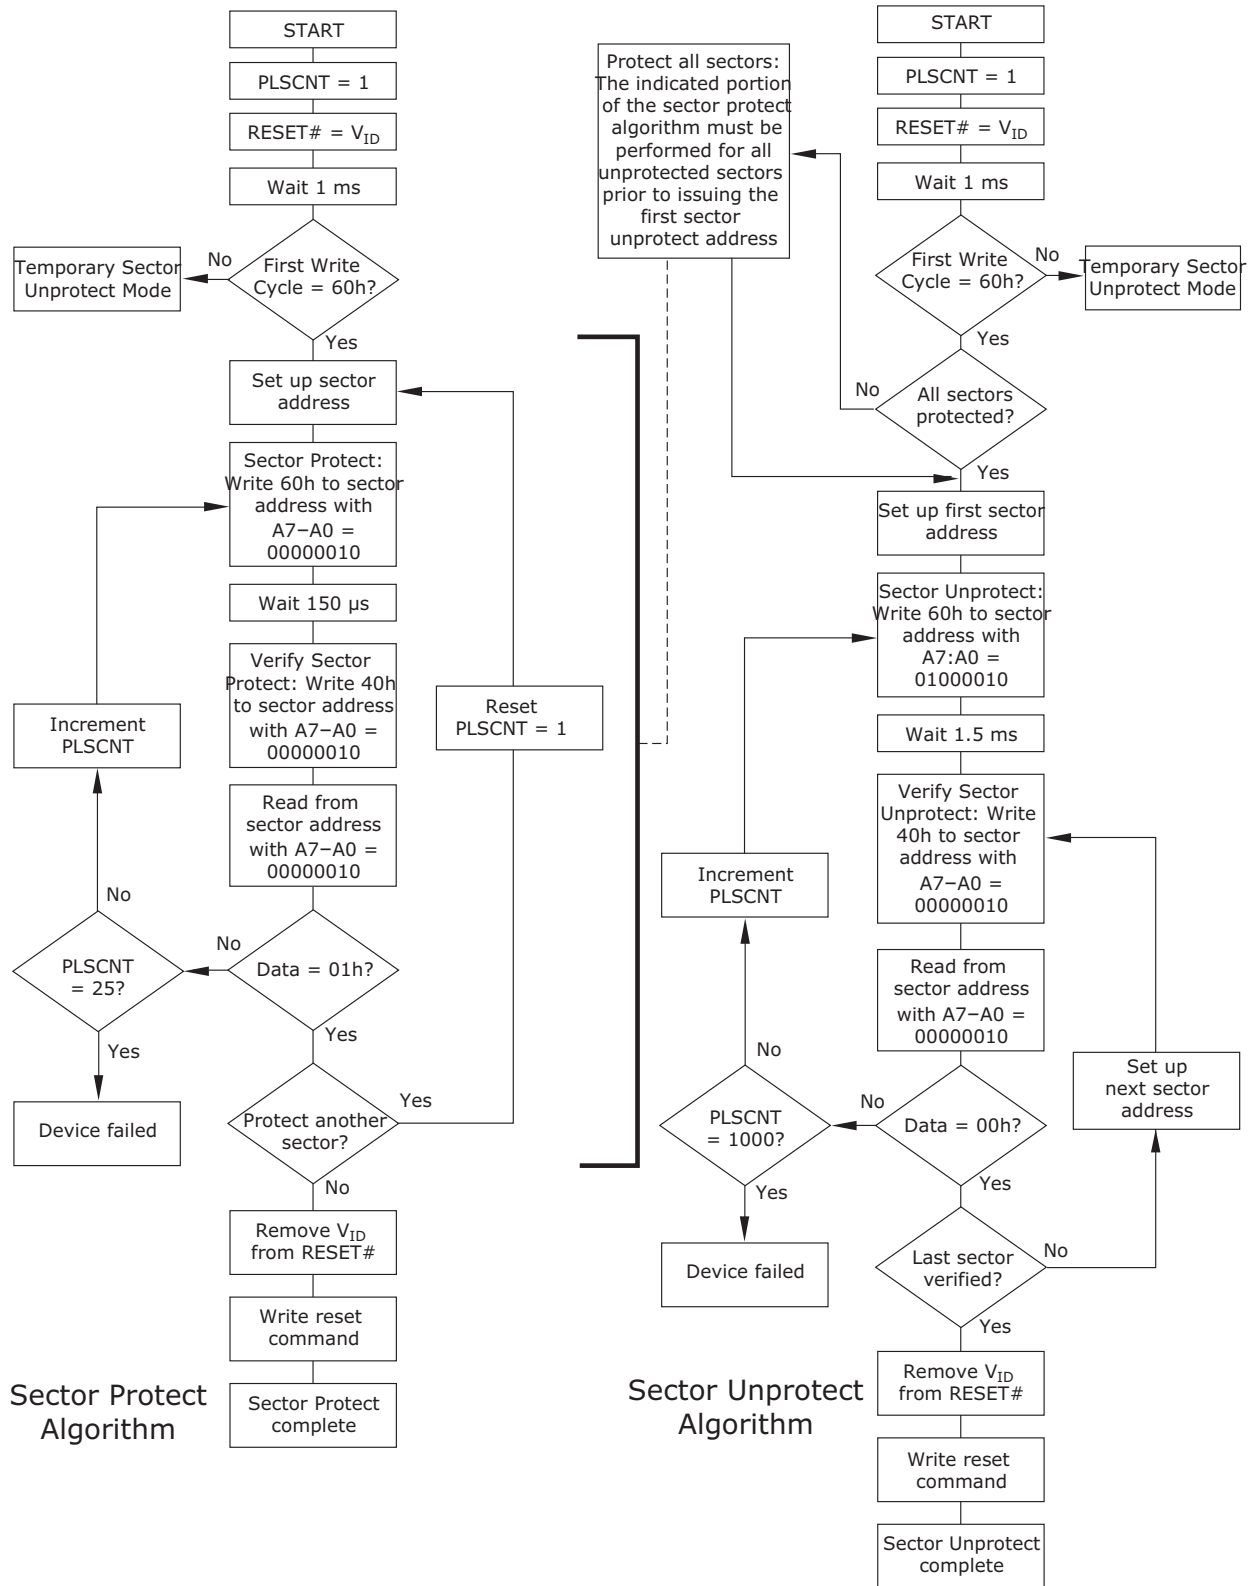 START
PLSCNT = 1
RESET# = VID
Wait 1 ms
First Write
Cycle = 60h?
No
Temporary Sector
Unprotect Mode
Yes
Set up sector
address
Sector Protect:
Write 60h to sector
address with
A7–A0 =
00000010
Wait 150 µs
Verify Sector
Protect: Write 40h
to sector address
with A7–A0 =
00000010
Read from
sector address
with A7–A0 =
00000010
Data = 01h?
No
PLSCNT
= 25?
No
Increment
PLSCNT
Yes
Device failed
Yes
Protect another
sector?
Yes
Reset
PLSCNT = 1
No
Remove VID
from RESET#
Write reset
command
Sector Protect
complete
Sector Protect
Algorithm
Protect all sectors:
The indicated portion
of the sector protect
algorithm must be
performed for all
unprotected sectors
prior to issuing the
first sector
unprotect address
START
PLSCNT = 1
RESET# = VID
Wait 1 ms
First Write
Cycle = 60h?
No
Temporary Sector
Unprotect Mode
Yes
All sectors
protected?
No
Yes
Set up first sector
address
Sector Unprotect:
Write 60h to sector
address with
A7:A0 =
01000010
Wait 1.5 ms
Verify Sector
Unprotect: Write
40h to sector
address with
A7–A0 =
00000010
Read from
sector address
with A7–A0 =
00000010
Data = 00h?
No
PLSCNT
= 1000?
No
Increment
PLSCNT
Yes
Device failed
Yes
Last sector
verified?
No
Set up
next sector
address
Yes
Remove VID
from RESET#
Write reset
command
Sector Unprotect
complete
Sector Unprotect
Algorithm